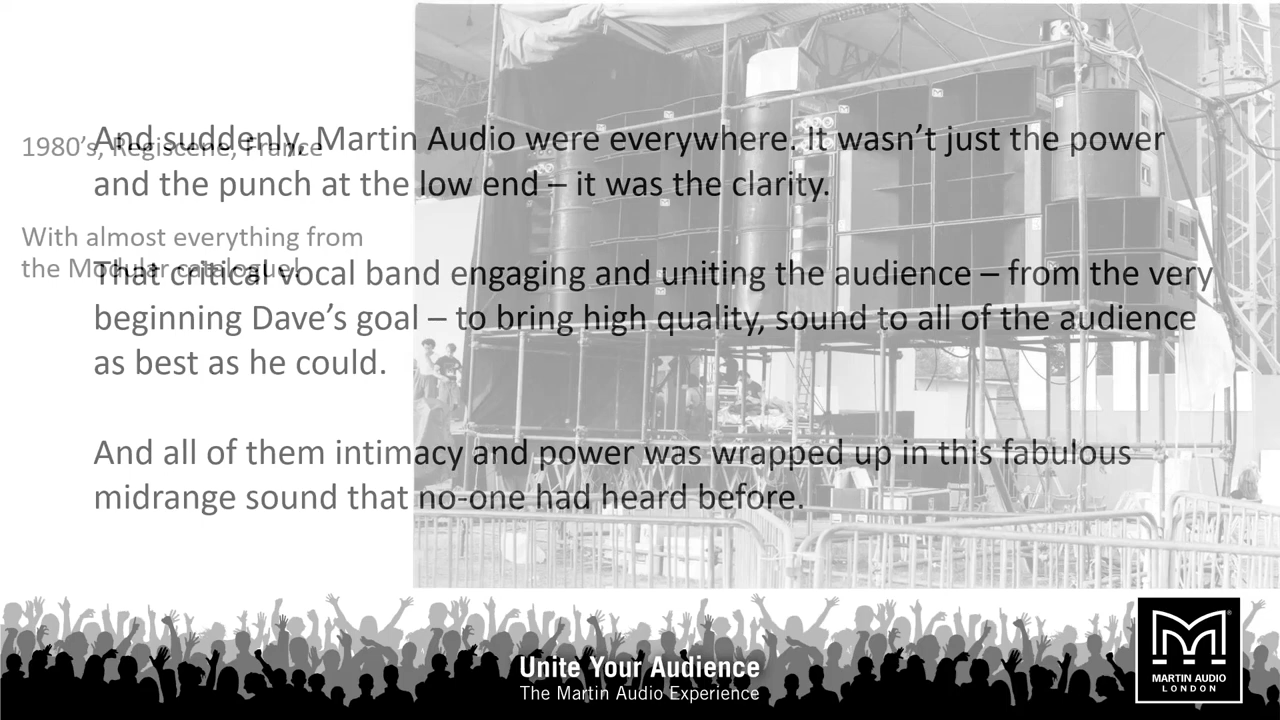 1980's, Regiscene, France
With almost everything from
the Modular catalogue!
And suddenly, Martin Audio were everywhere. It wasn't just the power
and the punch at the low end – it was the clarity.
That critical vocal band engaging and uniting the audience – from the very
beginning Dave's goal – to bring high quality, sound to all of the audience
as best as he could.
And all of them intimacy and power was wrapped up in this fabulous
midrange sound that no-one had heard before.
Unite Your Audience
The Martin Audio Experience
MARTIN AUDIO
LONDON